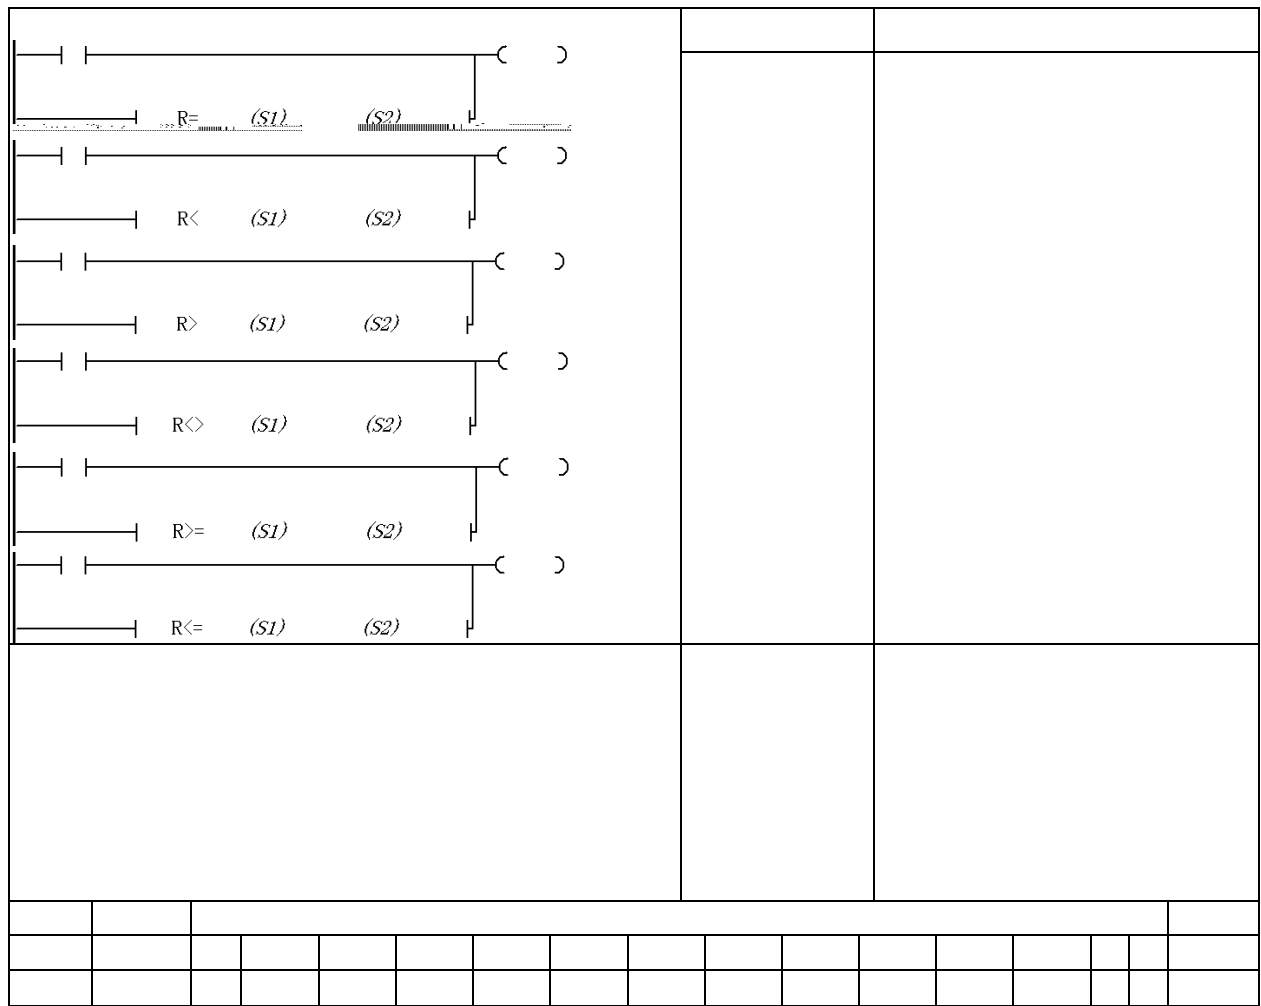 R= (S1) (S2)
R< (S1) (S2)
R> (S1) (S2)
R<> (S1) (S2)
R>= (S1) (S2)
R<= (S1) (S2)